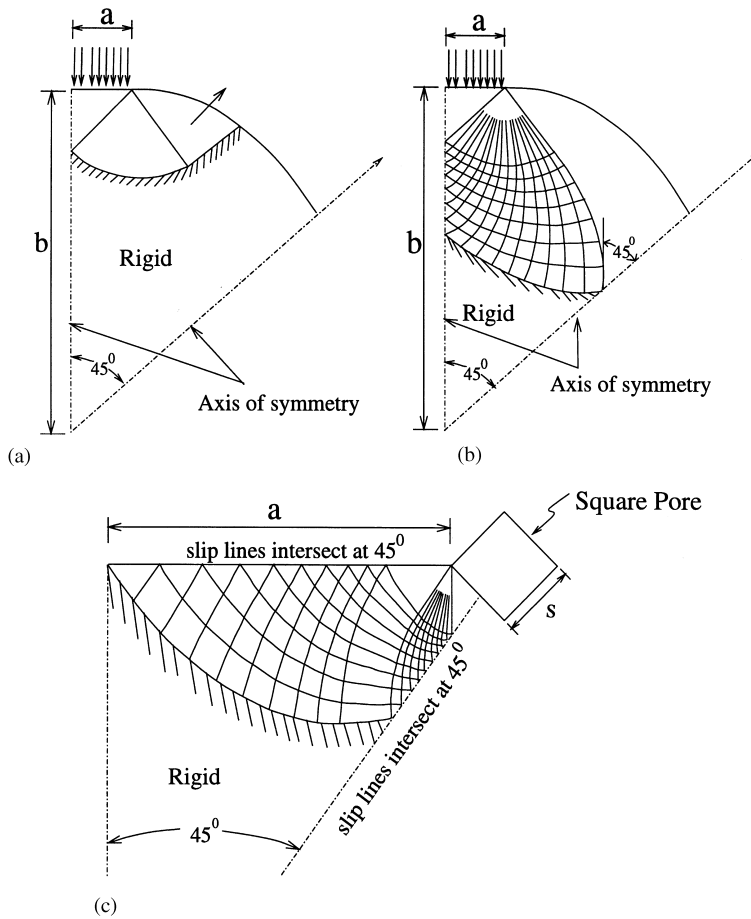 a
b
Rigid
45⁰
Axis of symmetry
(a)
a
b
45⁰
Rigid
45⁰
Axis of symmetry
(b)
a
Square Pore
slip lines intersect at 45⁰
s
slip lines intersect at 45⁰
Rigid
45⁰
(c)